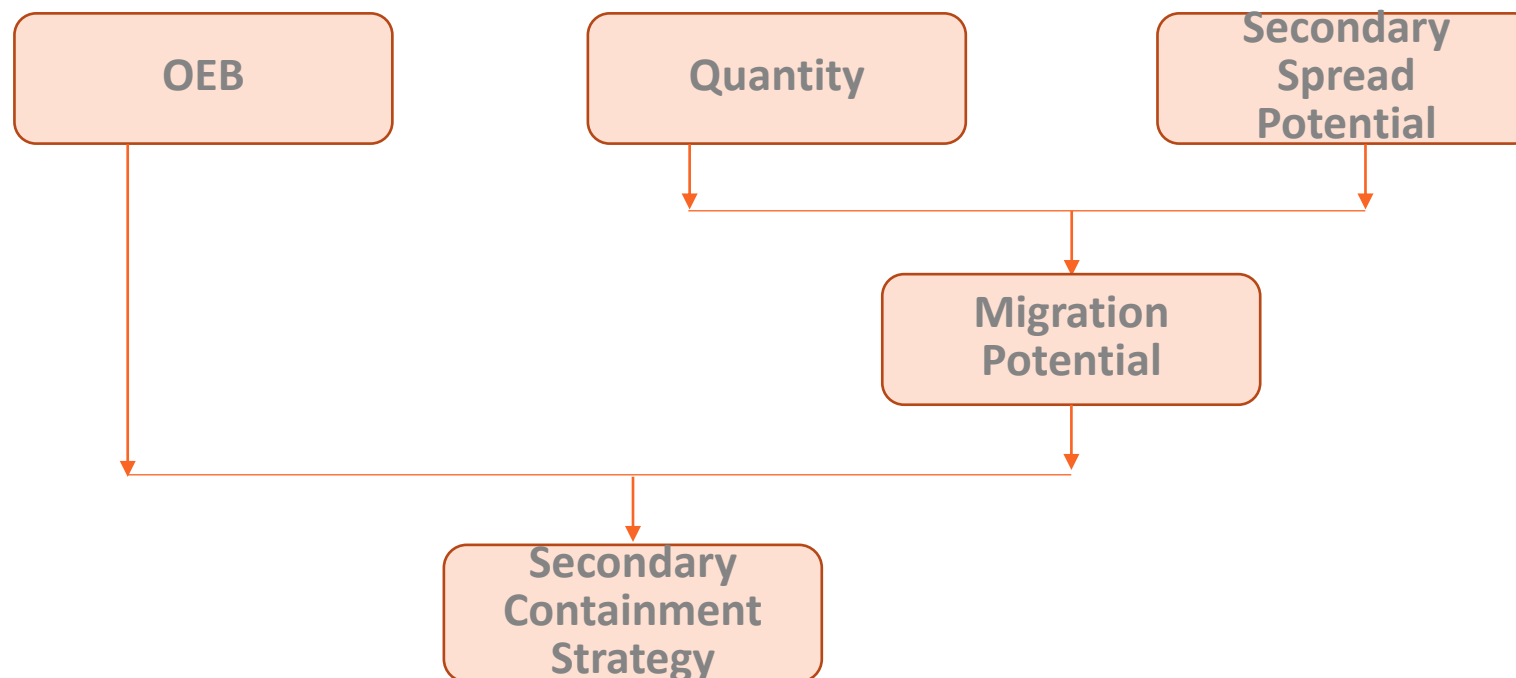 OEB
Quantity
Secondary
Spread
Potential
Migration
Potential
Secondary
Containment
Strategy